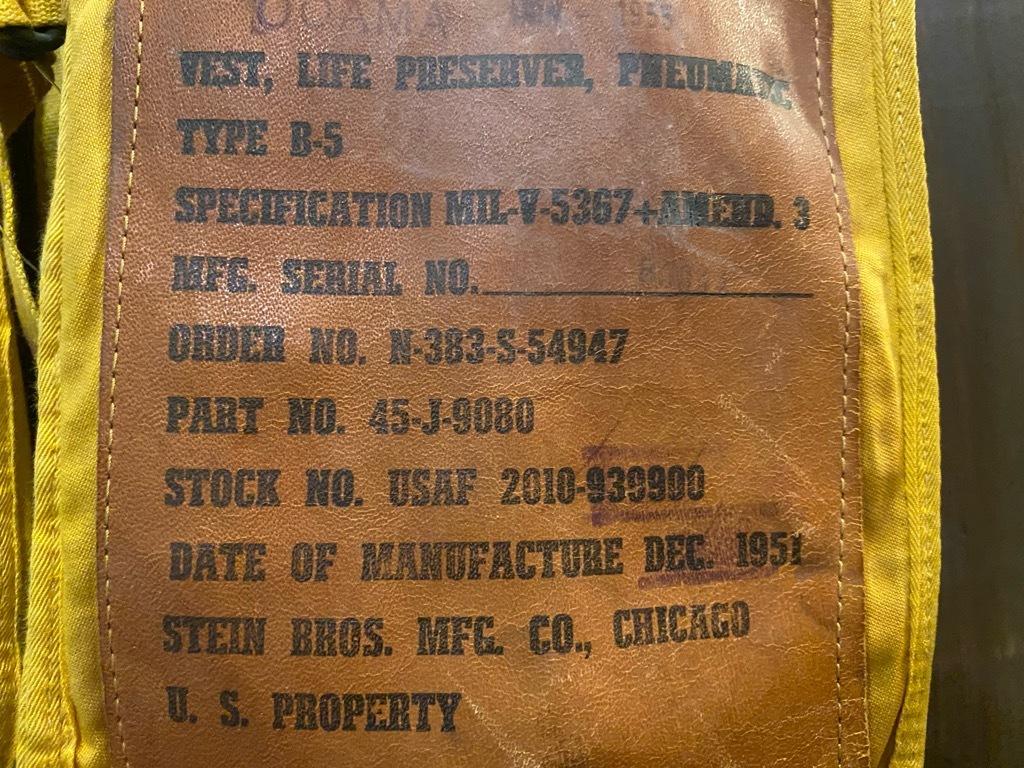 1955
VEST, LIFE PRESERVER, PNEUMATIC
TYPE B-5
SPECIFICATION MIL-V-5367+AMEND. 3
MFG. SERIAL NO.
ORDER NO. N-383-S-54947
PART NO. 45-J-9080
STOCK NO. USAF 2010-939900
DATE OF MANUFACTURE DEC. 1951
STEIN BROS. MFG. CO., CHICAGO
U. S. PROPERTY